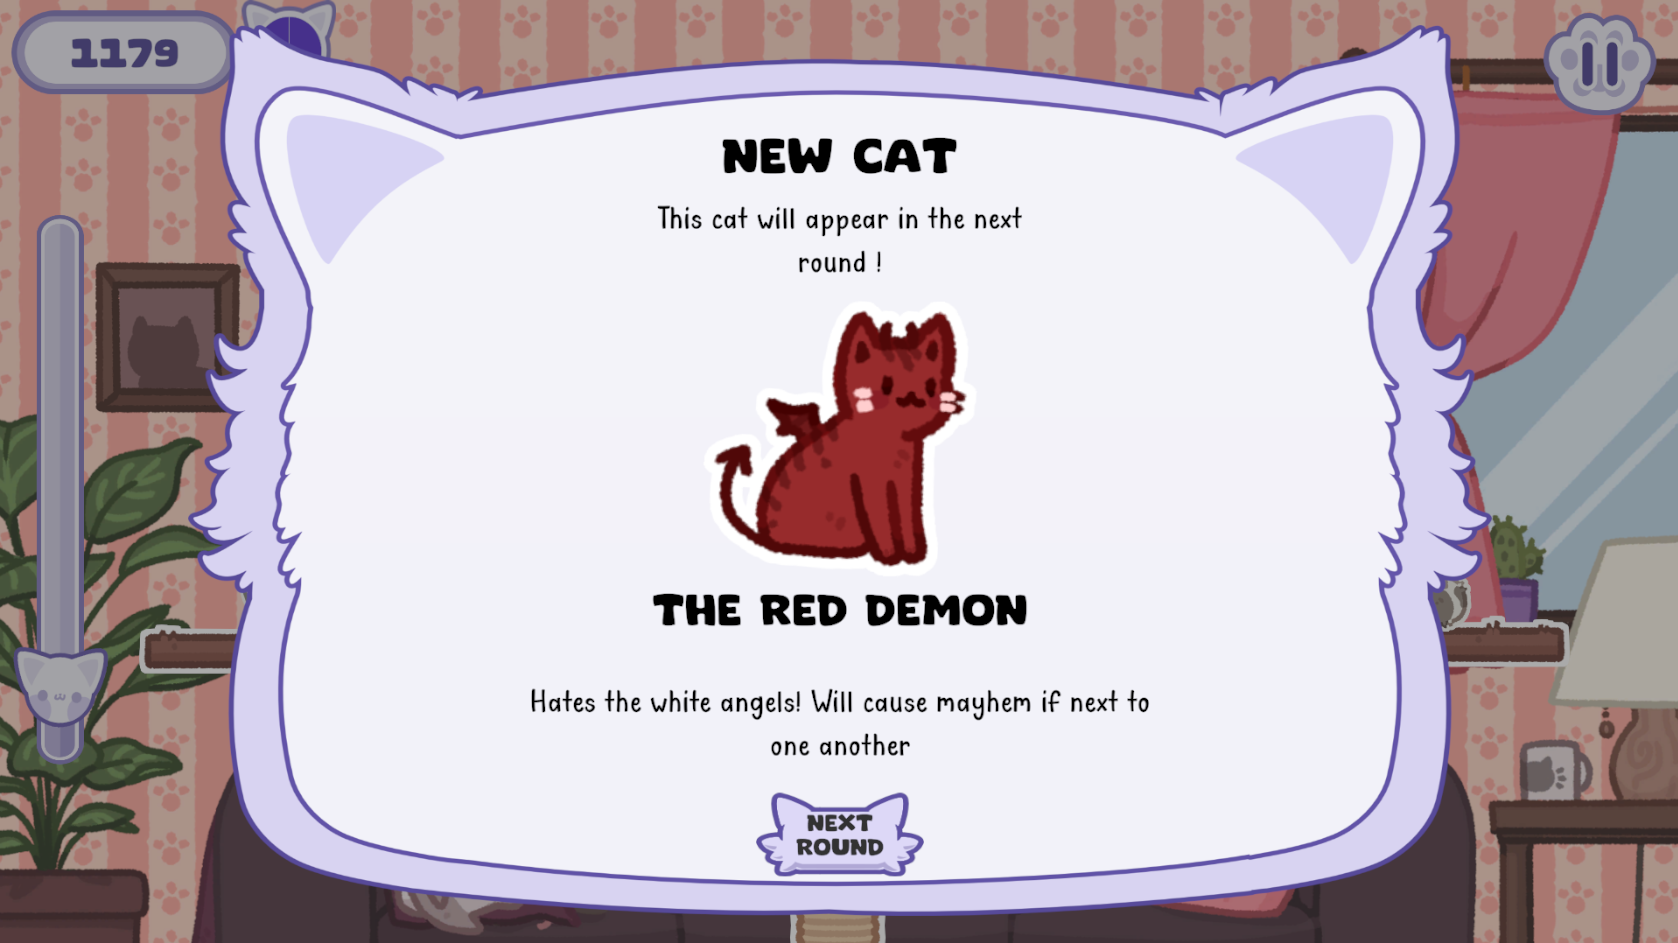 1179
NEW CAT
This cat will appear in the next
round !
THE RED DEMON
Hates the white angels! Will cause mayhem if next to
one another
NEXT
ROUND